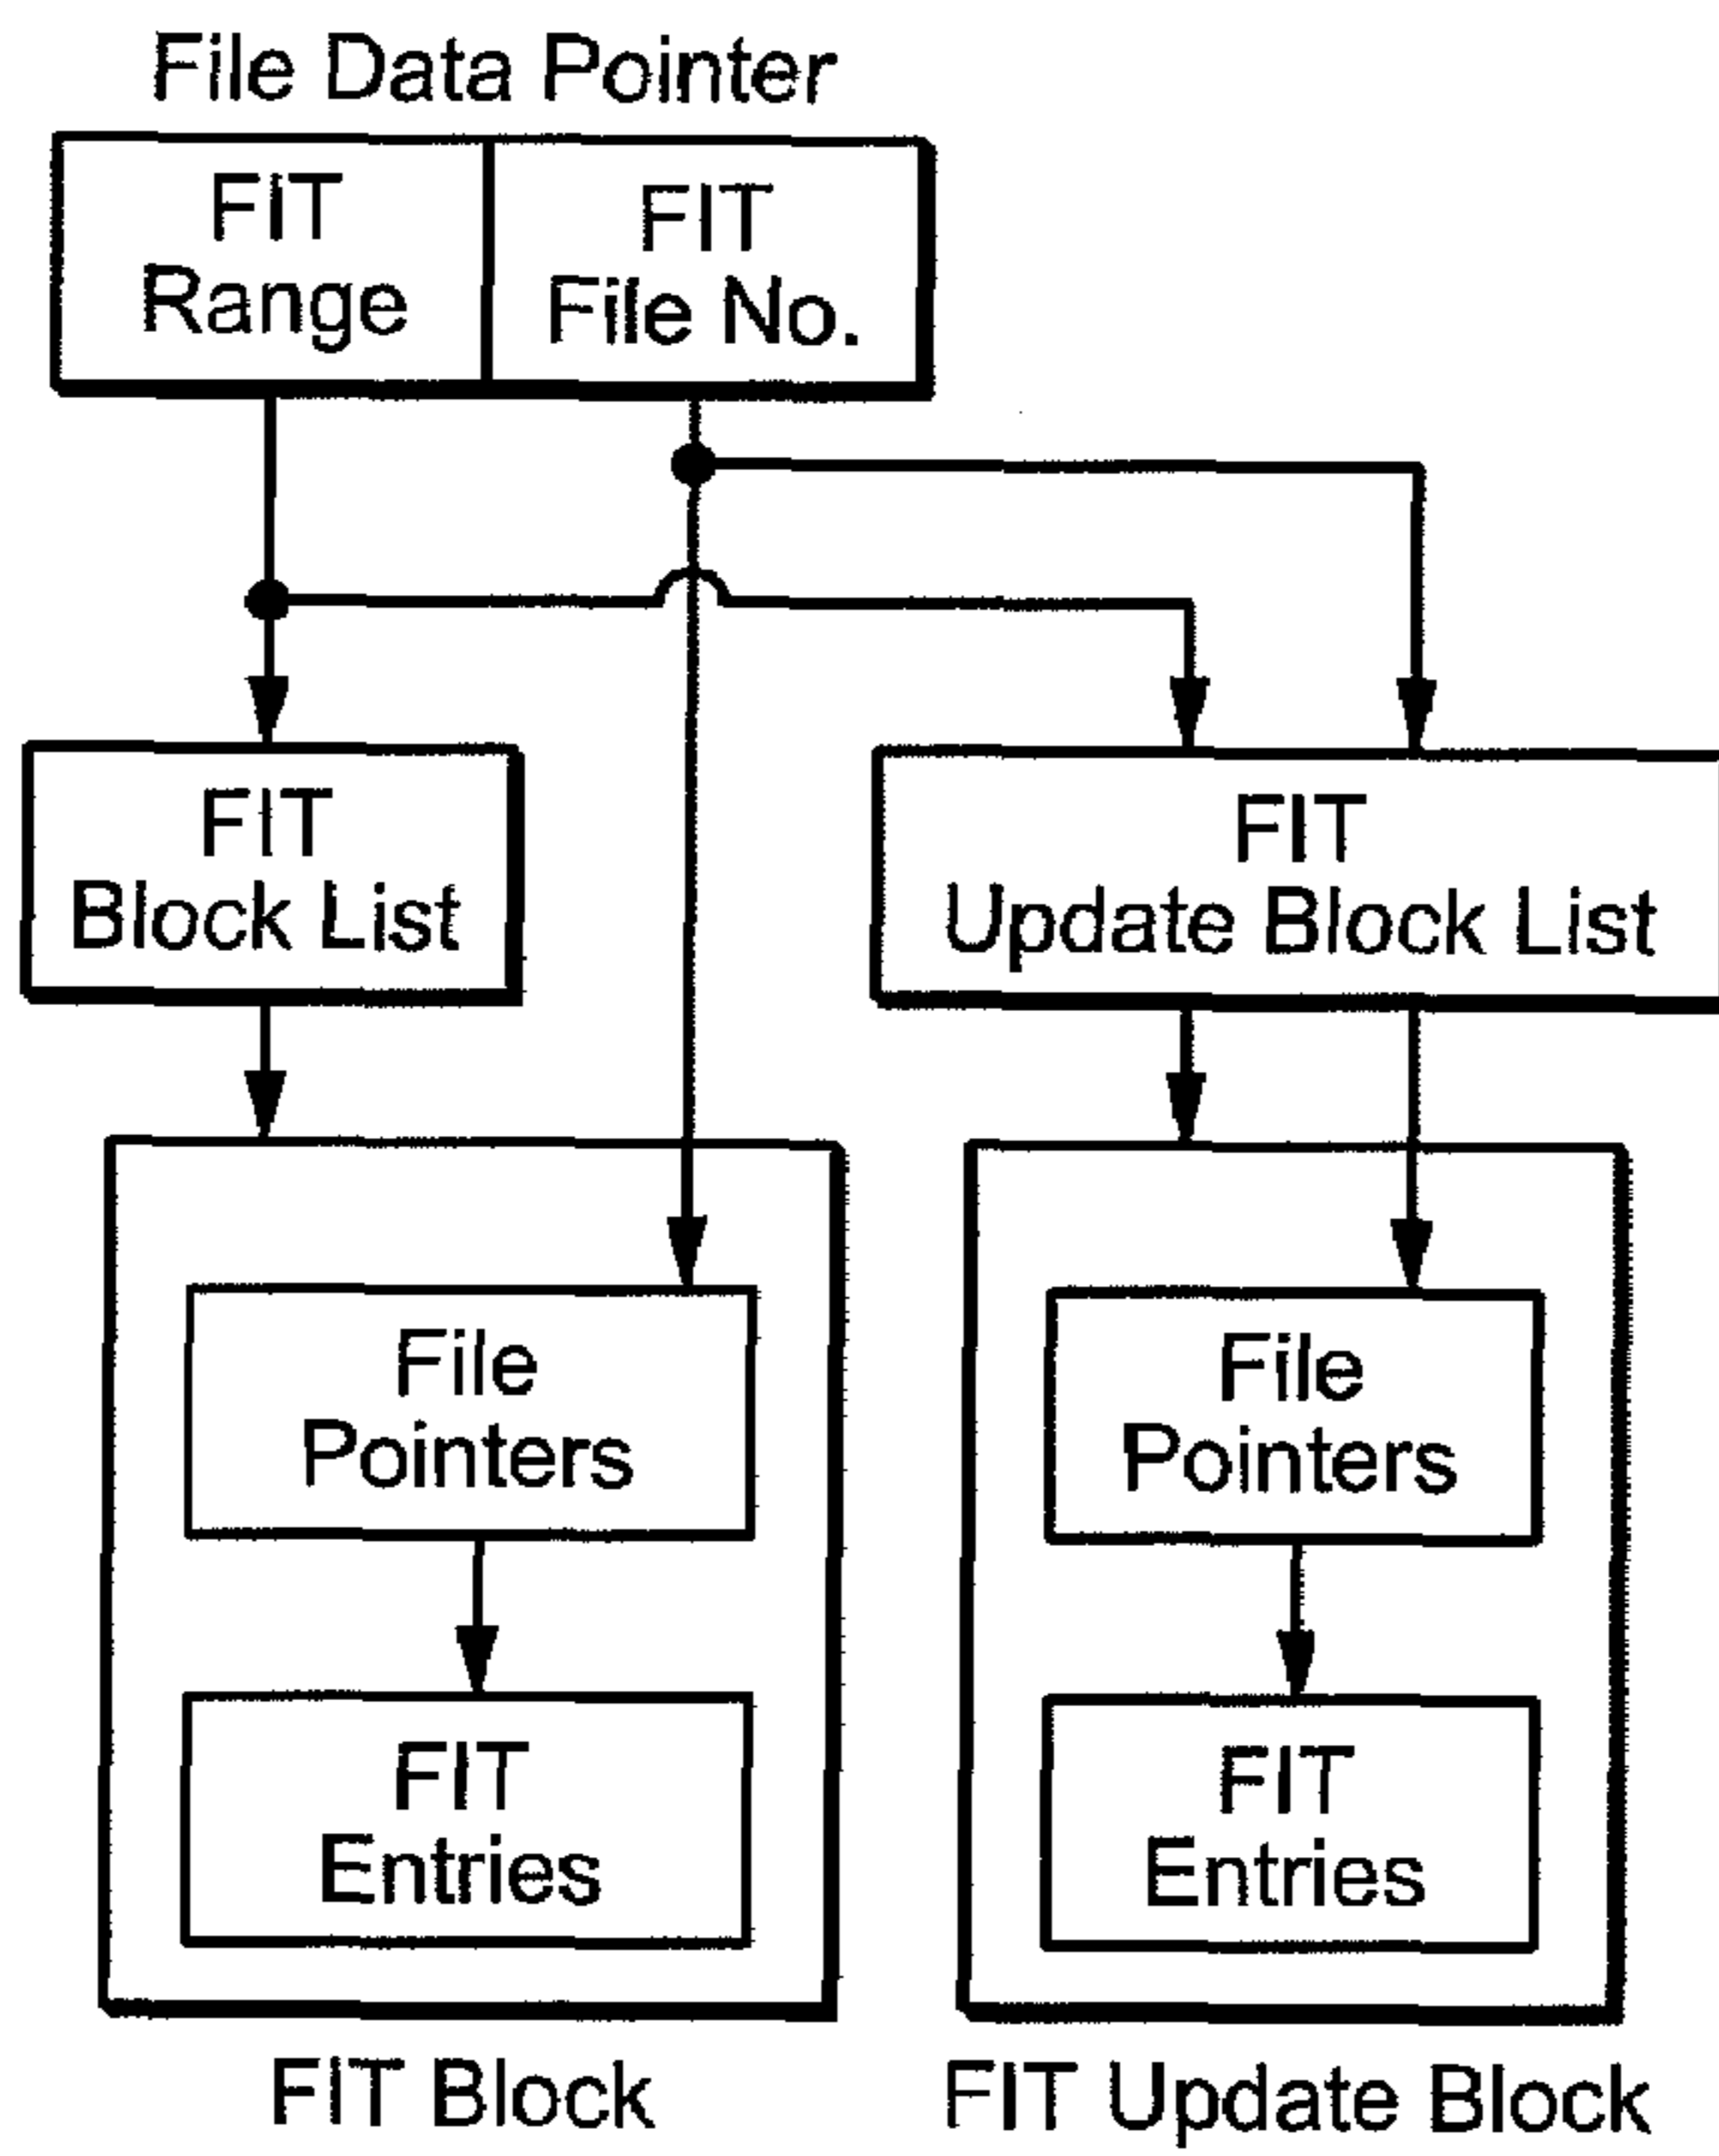 File Data Pointer
FIT
Range
FIT
File No.
FIT
Block List
FIT
Update Block List
File
Pointers
FIT
Entries
FIT Block
File
Pointers
FIT
Entries
FIT Update Block